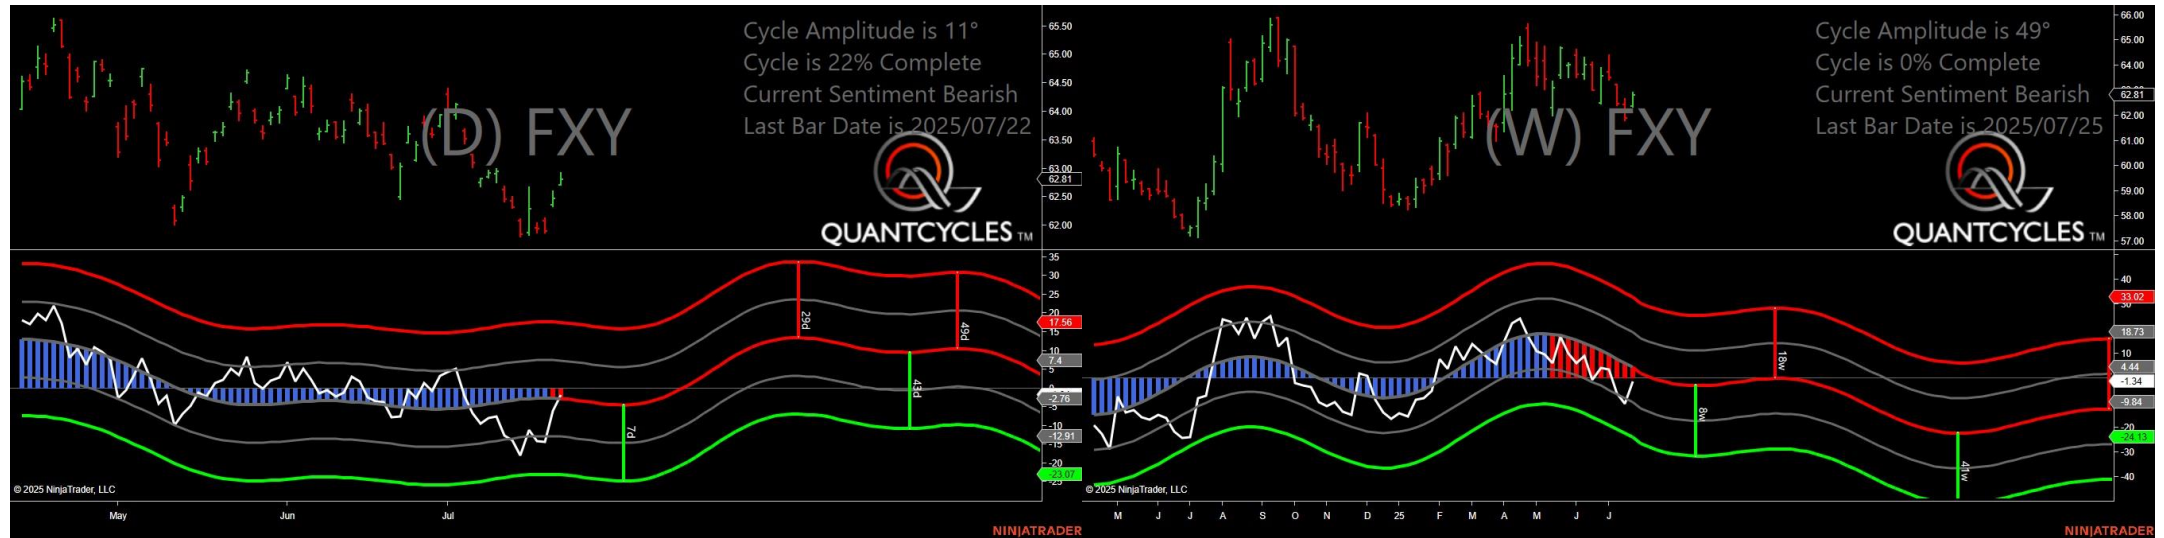 Cycle Amplitude is 11°
Cycle is 22% Complete
Current Sentiment Bearish
Last Bar Date is 2025/07/22
(D) FXY
QUANTCYCLES TM
65.50
65.00
64.50
64.00
63.50
63.00
62.81
62.50
62.00
35
30
25
20
17.56
15
10
7.4
5
-2.76
-5
-10
-12.91
-15
-20
-23.07
-25
29d
49d
43d
7d
© 2025 NinjaTrader, LLC
May Jun Jul
NINJATRADER
Cycle Amplitude is 49°
Cycle is 0% Complete
Current Sentiment Bearish
Last Bar Date is 2025/07/25
(W) FXY
QUANTCYCLES TM
66.00
65.00
64.00
62.81
62.00
61.00
60.00
59.00
58.00
57.00
40
33.02
30
18.73
10
4.44
-1.34
-9.84
-20
-24.13
-30
-40
18w
8w
41w
© 2025 NinjaTrader, LLC
M J J A S O N D 25 F M A M J J
NINJATRADER